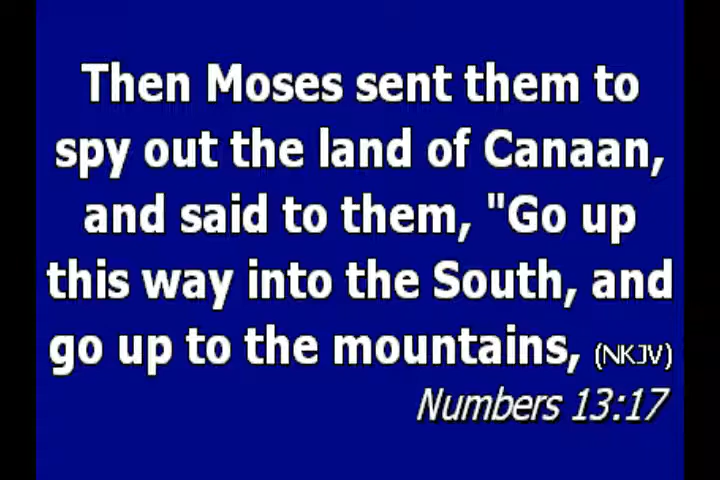 Then Moses sent them to
spy out the land of Canaan,
and said to them, "Go up
this way into the South, and
go up to the mountains, (NKJV)
Numbers 13:17